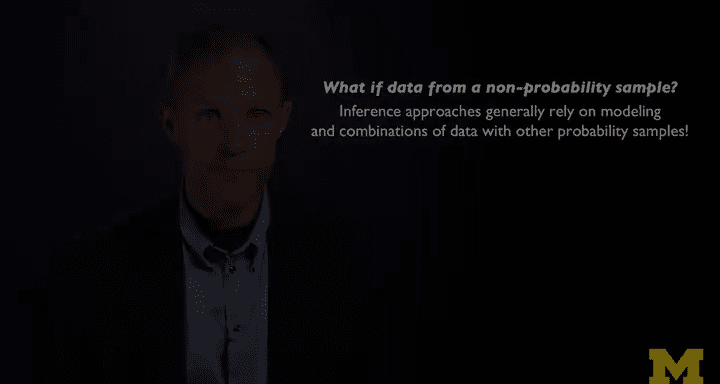 What if data from a non-probability sample?
Inference approaches generally rely on modeling
and combinations of data with other probability samples!
M